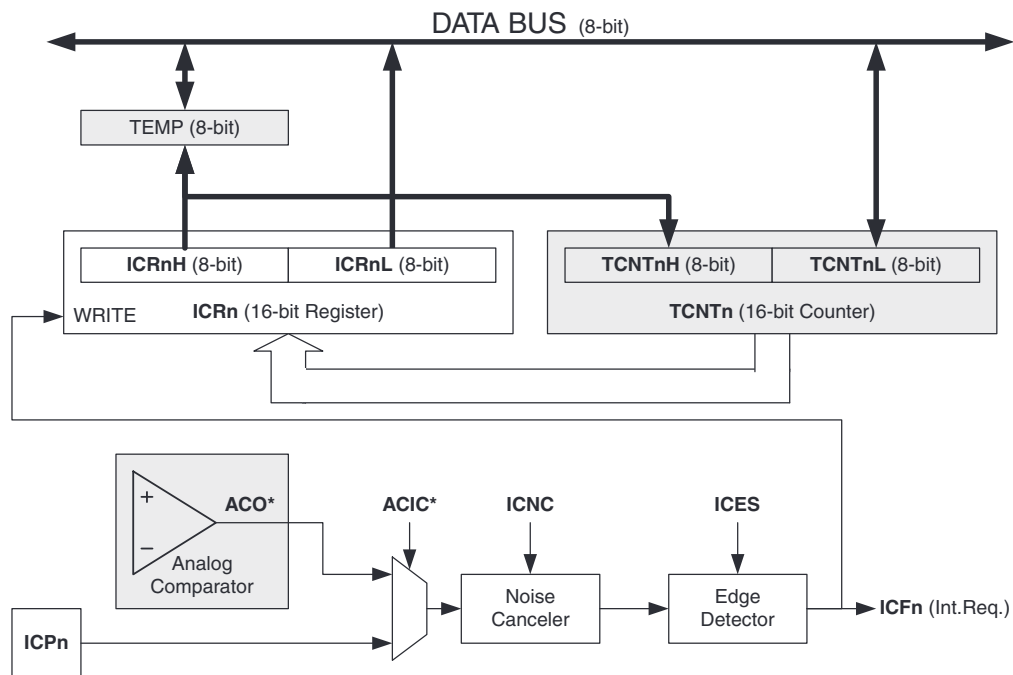 DATA BUS (8-bit)
TEMP (8-bit)
ICRnH (8-bit)
ICRnL (8-bit)
TCNTnH (8-bit)
TCNTnL (8-bit)
WRITE
ICRn (16-bit Register)
TCNTn (16-bit Counter)
ACO*
ACIC*
ICNC
ICES
+
−
Analog
Comparator
Noise
Canceler
Edge
Detector
ICFn (Int.Req.)
ICPn